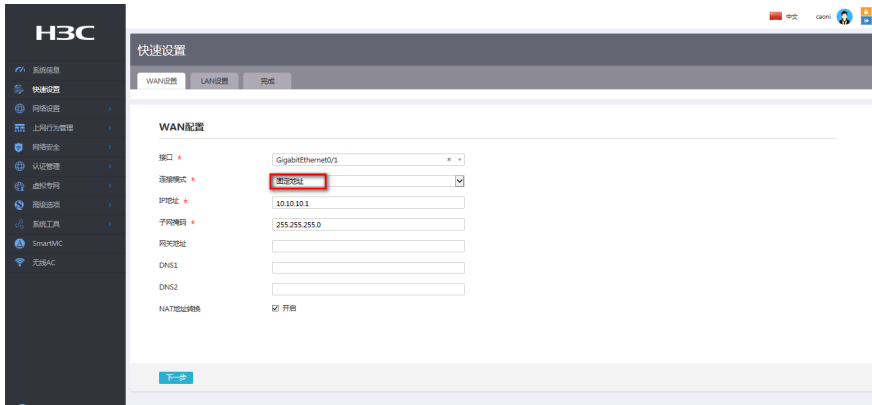 H3C
中文 caoni
快速设置
系统信息
快速设置
网络设置
上网行为管理
网络安全
认证管理
虚拟专网
高级选项
系统工具
SmartMC
无线AC
WAN设置 LAN设置 完成
WAN配置
接口 * GigabitEthernet0/1 ×
连接模式 * 固定地址
IP地址 * 10.10.10.1
子网掩码 * 255.255.255.0
网关地址
DNS1
DNS2
NAT地址转换 开启
下一步